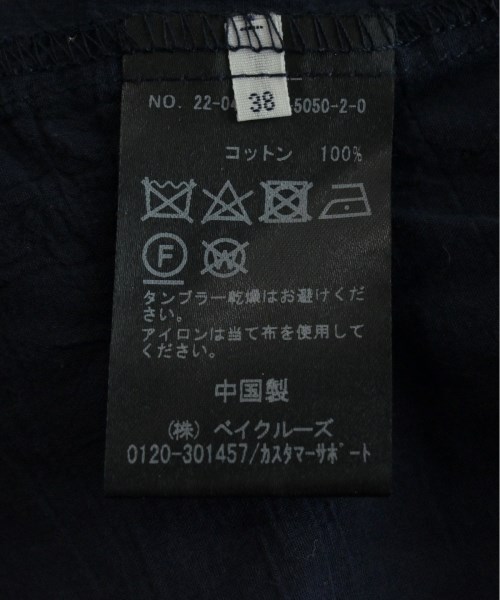 38
NO. 22-0 5050-2-0
コットン 100%
F
W
タンブラー乾燥はお避けくだ
さい。
アイロンは当て布を使用して
ください。
中国製
(株) ベイクルーズ
0120-301457/カスタマーサポート